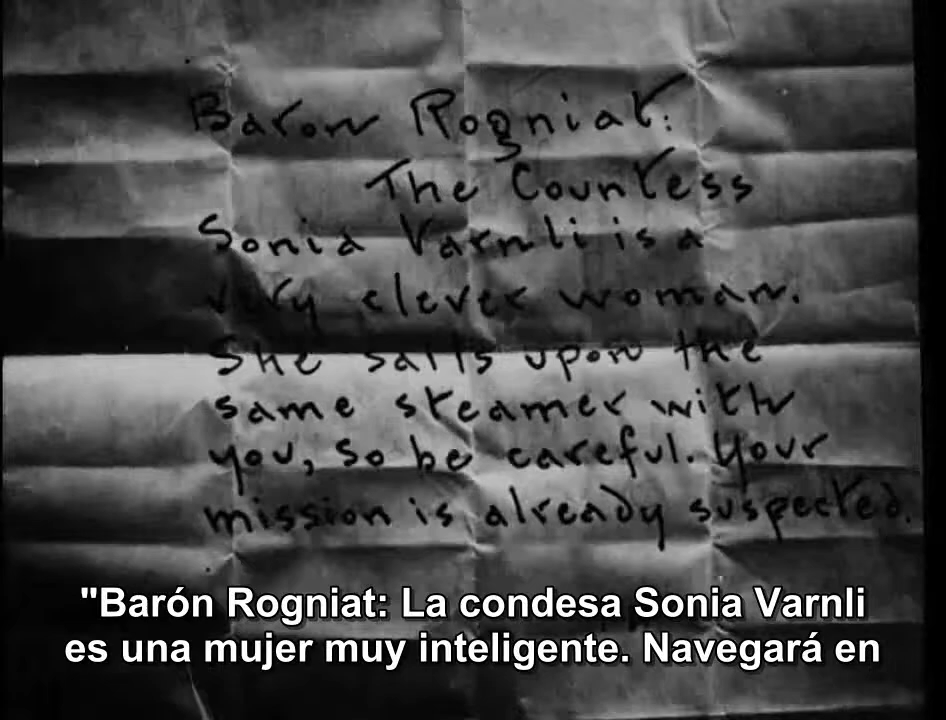 Baron Rogniat:
The Countess
Sonia Varnli is a
very clever woman.
She sails upon the
same steamer with
you, so be careful. Your
mission is already suspected.
"Barón Rogniat: La condesa Sonia Varnli
es una mujer muy inteligente. Navegará en